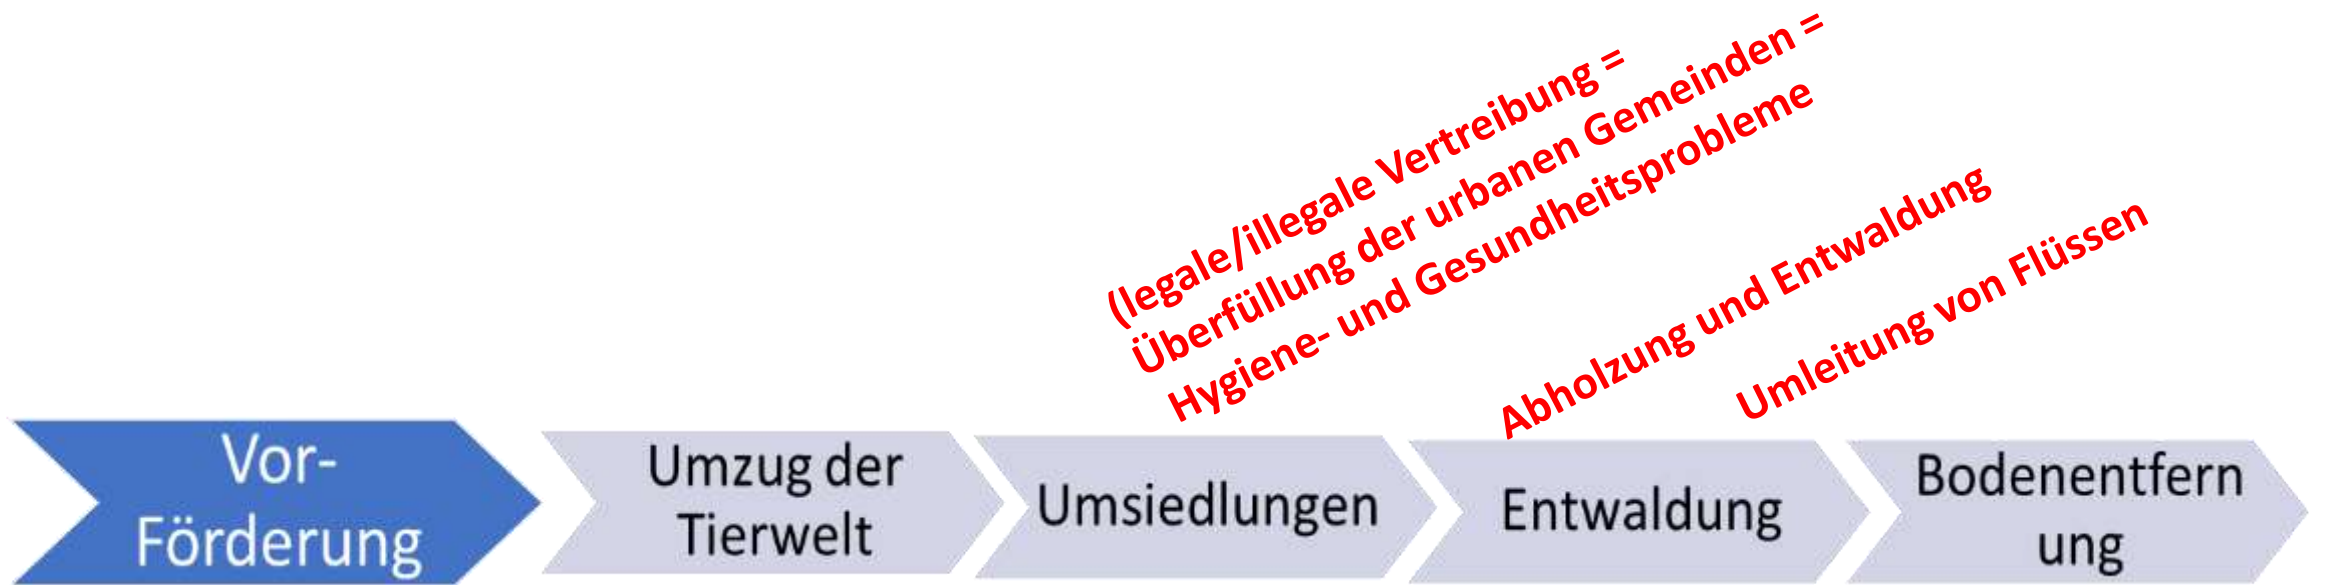 (legale/illegale Vertreibung =
Überfüllung der urbanen Gemeinden =
Hygiene- und Gesundheitsprobleme
Abholzung und Entwaldung
Umleitung von Flüssen
Vor-
Förderung
Umzug der
Tierwelt
Umsiedlungen
Entwaldung
Bodenentfern
ung